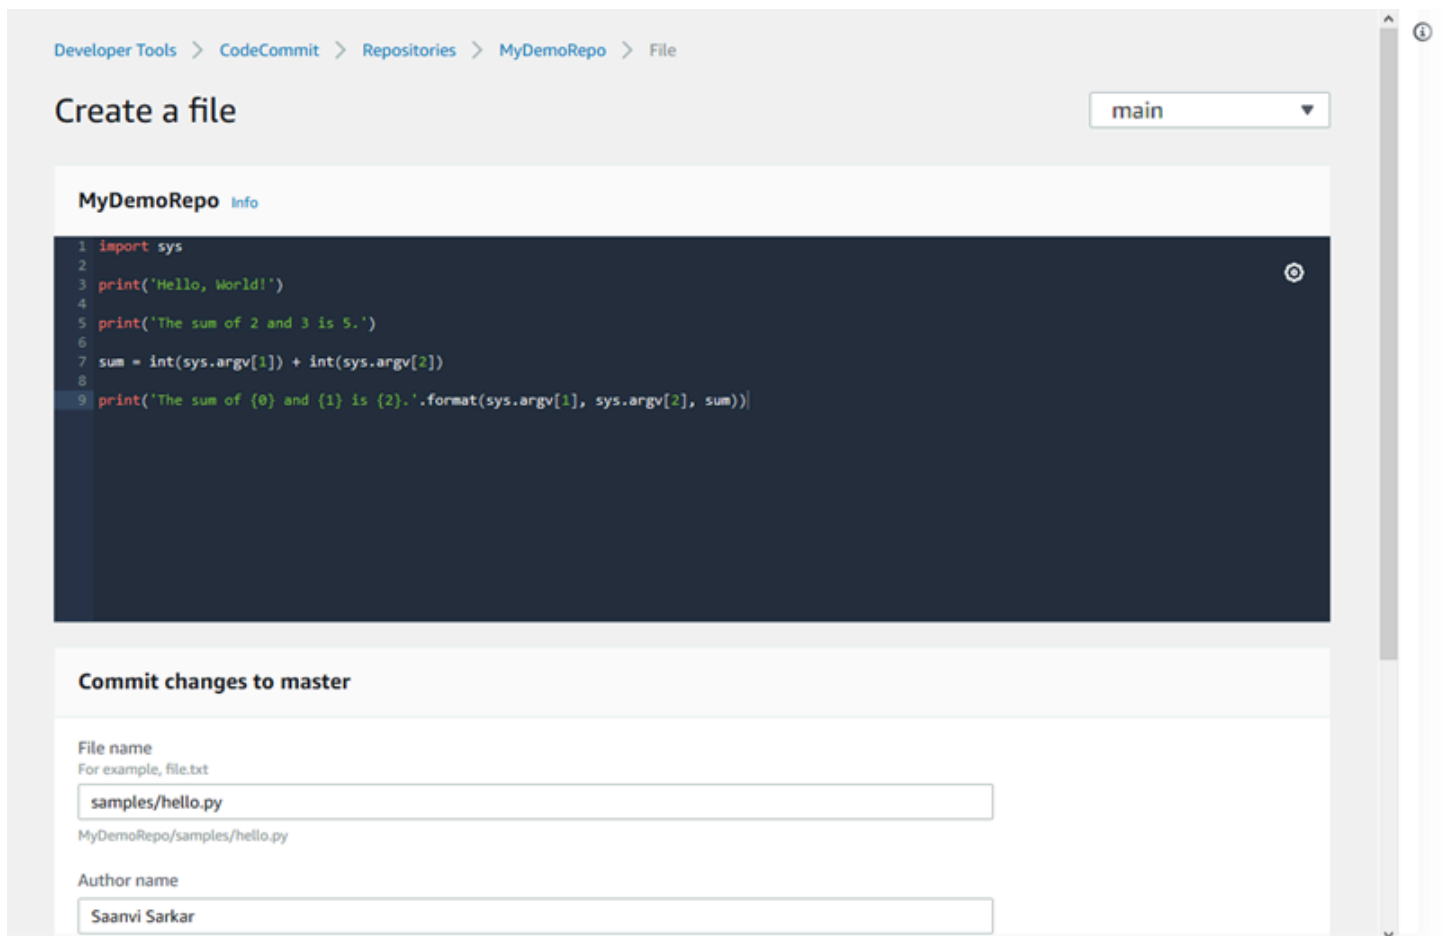 Developer Tools > CodeCommit > Repositories > MyDemoRepo > File
Create a file
main
MyDemoRepo Info
1 import sys
2
3 print('Hello, World!')
4
5 print('The sum of 2 and 3 is 5.')
6
7 sum = int(sys.argv[1]) + int(sys.argv[2])
8
9 print('The sum of {0} and {1} is {2}.'.format(sys.argv[1], sys.argv[2], sum))
Commit changes to master
File name
For example, file.txt
samples/hello.py
MyDemoRepo/samples/hello.py
Author name
Saanvi Sarkar